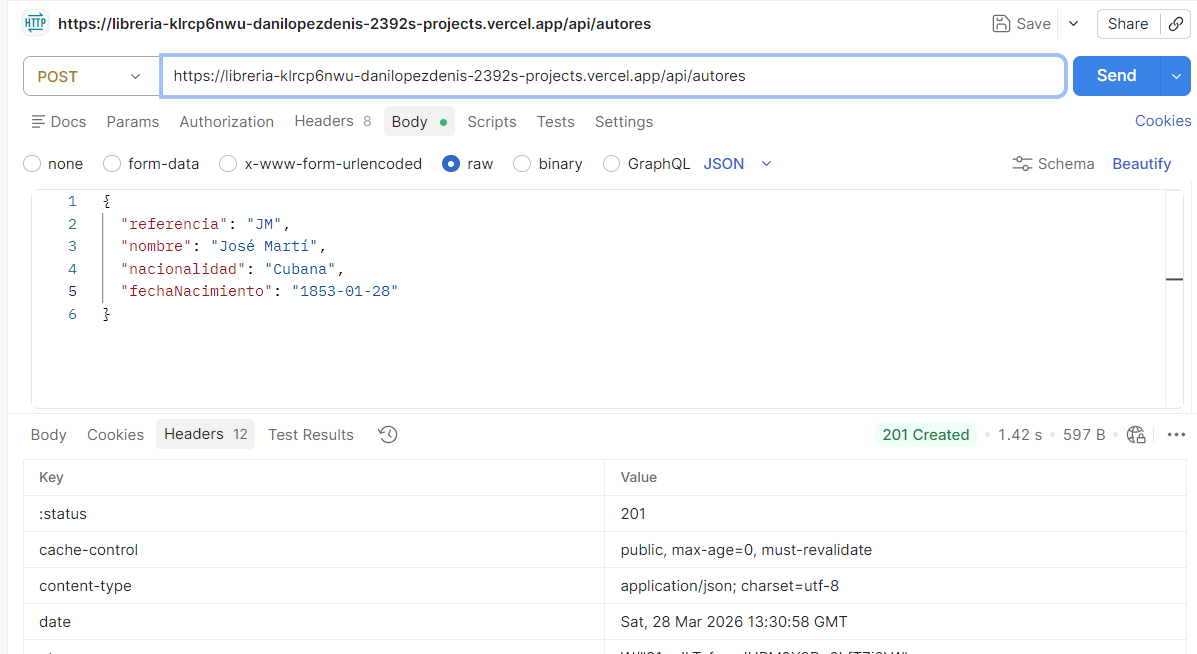 HTTP https://libreria-klrcp6nwu-danilopezdenis-2392s-projects.vercel.app/api/autores Save Share
POST https://libreria-klrcp6nwu-danilopezdenis-2392s-projects.vercel.app/api/autores Send
Docs Params Authorization Headers 8 Body Scripts Tests Settings Cookies
none form-data x-www-form-urlencoded raw binary GraphQL JSON Schema Beautify
1 {
2 "referencia": "JM",
3 "nombre": "José Martí",
4 "nacionalidad": "Cubana",
5 "fechaNacimiento": "1853-01-28"
6 }
Body Cookies Headers 12 Test Results 201 Created • 1.42 s • 597 B •
Key Value
:status 201
cache-control public, max-age=0, must-revalidate
content-type application/json; charset=utf-8
date Sat, 28 Mar 2026 13:30:58 GMT